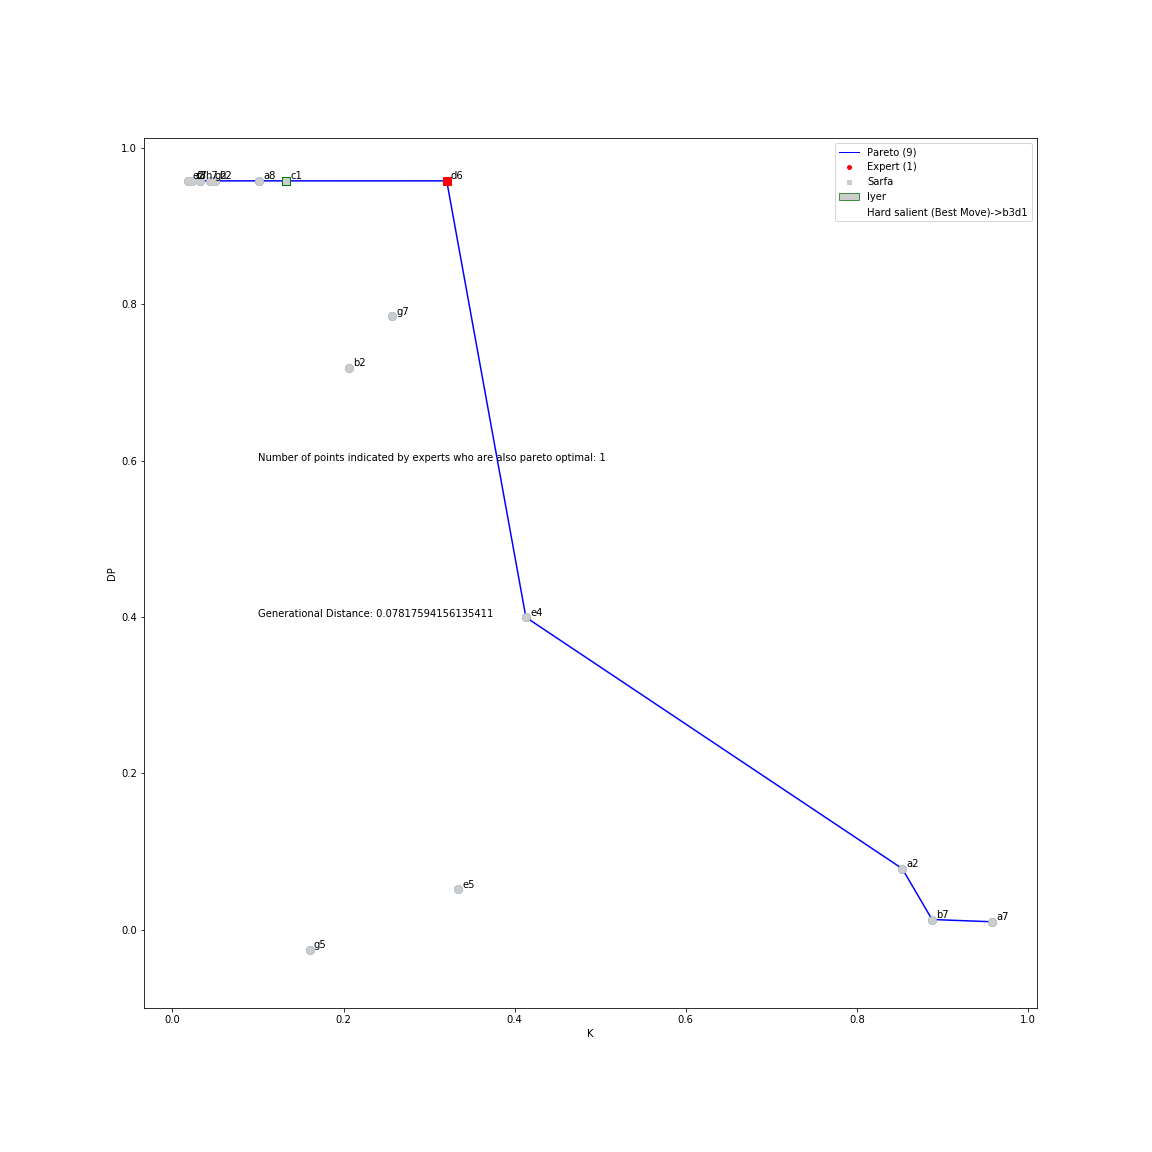 1.0
0.8
0.6
0.4
0.2
0.0
DP
0.0
0.2
0.4
0.6
0.8
1.0
K
Pareto (9)
Expert (1)
Sarfa
Iyer
Hard salient (Best Move)->b3d1
a8
c1
d6
g7
b2
Number of points indicated by experts who are also pareto optimal: 1
Generational Distance: 0.07817594156135411
e4
a2
b7
a7
e5
g5